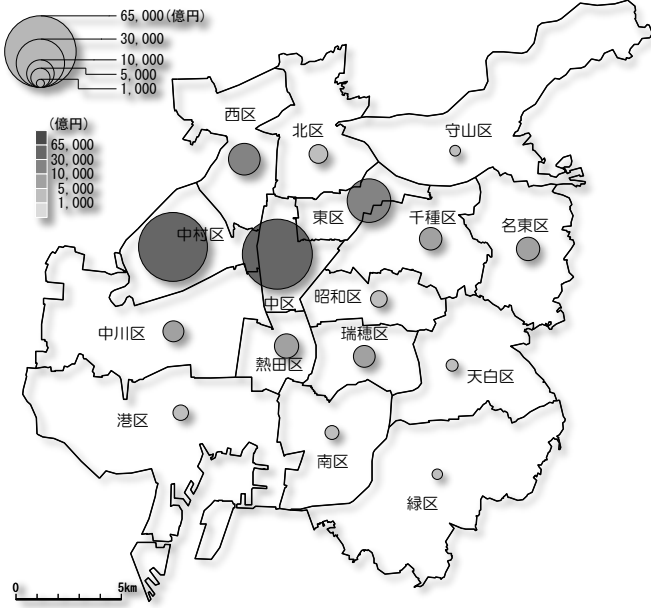 65,000(億円)
30,000
10,000
5,000
1,000
(億円)
65,000
30,000
10,000
5,000
1,000
西区
北区
守山区
東区
千種区
名東区
中村区
中区
昭和区
中川区
熱田区
瑞穂区
天白区
港区
南区
緑区
0 5km